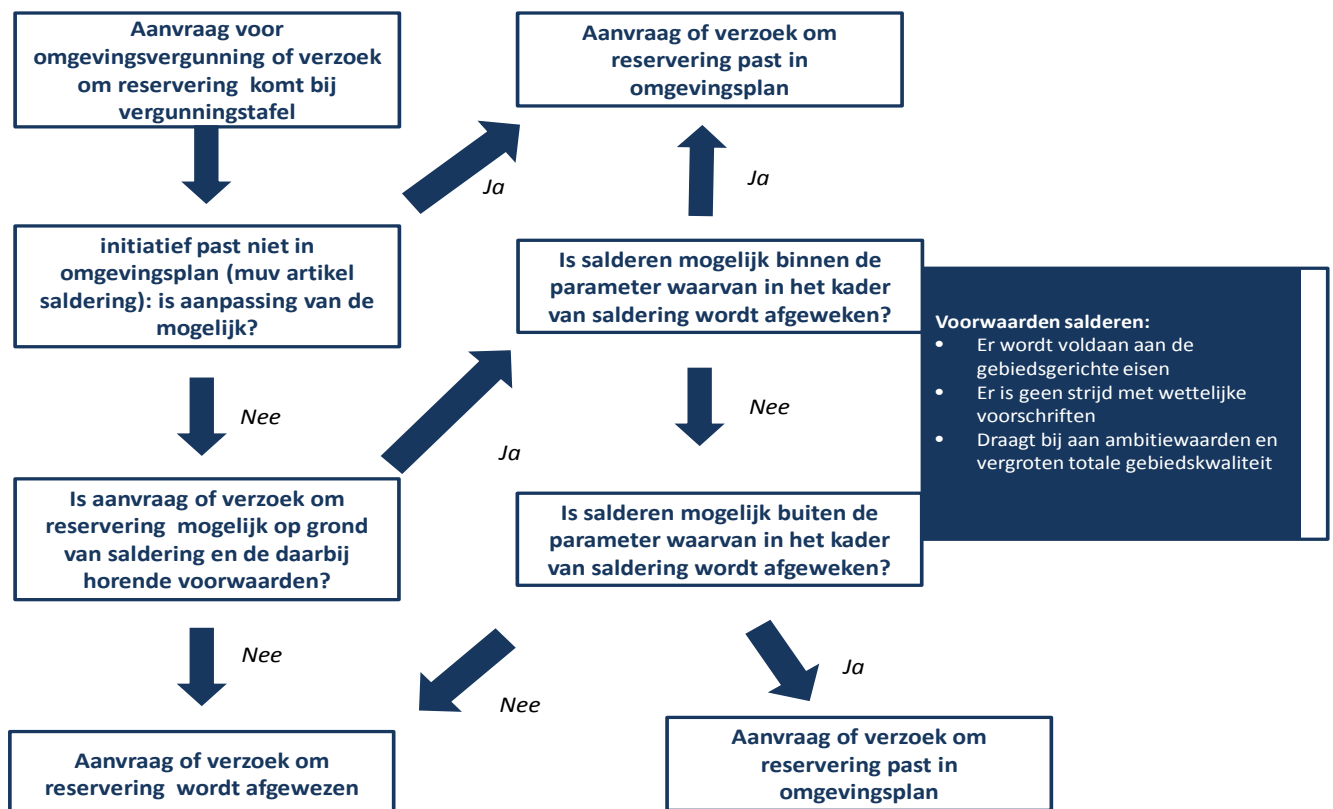 Aanvraag voor
omgevingsvergunning of verzoek
om reservering komt bij
vergunningstafel
Aanvraag of verzoek om
reservering past in
omgevingsplan
Ja
Ja
initiatief past niet in
omgevingsplan (muv artikel
saldering): is aanpassing van de
mogelijk?
Is salderen mogelijk binnen de
parameter waarvan in het kader
van saldering wordt afgeweken?
Voorwaarden salderen:
• Er wordt voldaan aan de
gebiedsgerichte eisen
• Er is geen strijd met wettelijke
voorschriften
• Draagt bij aan ambitiewaarden en
vergroten totale gebiedskwaliteit
Nee
Ja
Nee
Is aanvraag of verzoek om
reservering mogelijk op grond
van saldering en de daarbij
horende voorwaarden?
Is salderen mogelijk buiten de
parameter waarvan in het kader
van saldering wordt afgeweken?
Nee
Nee
Ja
Aanvraag of verzoek om
reservering wordt afgewezen
Aanvraag of verzoek om
reservering past in
omgevingsplan